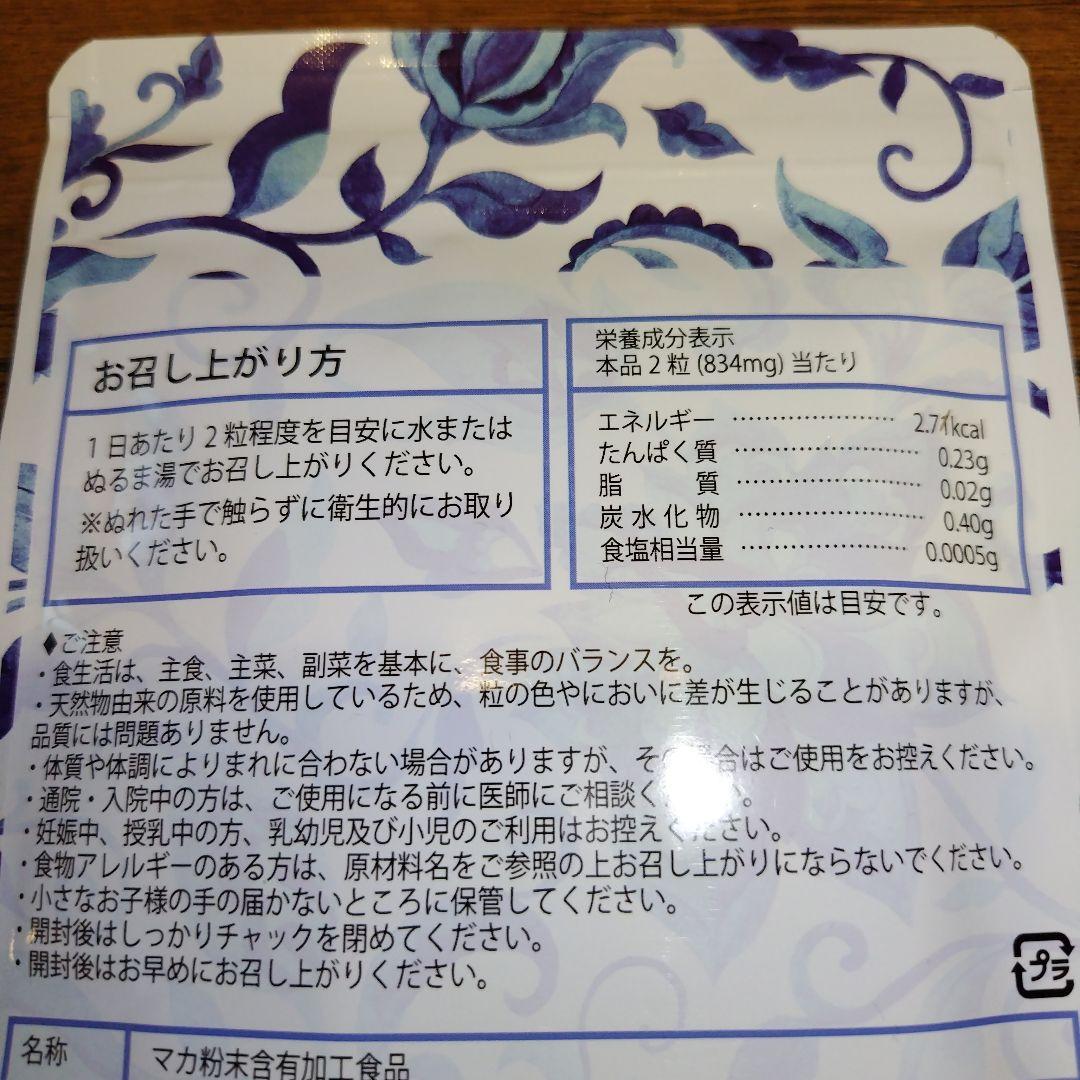 お召し上がり方
1日あたり2粒程度を目安に水または
ぬるま湯でお召し上がりください。
※ぬれた手で触らずに衛生的にお取り
扱いください。
栄養成分表示
本品2粒(834mg)当たり
エネルギー ･･････････････････ kcal
たんぱく質 ･･････････････････ 0.23g
脂質 ･･････････････････ 0.02g
炭水化物 ･･････････････････ 0.40g
食塩相当量 ･･････････････････ 0.0005g
この表示値は目安です。
♦ご注意
・食生活は、主食、主菜、副菜を基本に、食事のバランスを。
・天然物由来の原料を使用しているため、粒の色やにおいに差が生じることがありますが、
品質には問題ありません。
・体質や体調によりまれに合わない場合がありますが、その場合はご使用をお控えください。
・通院・入院中の方は、ご使用になる前に医師にご相談く　　　。
・妊娠中、授乳中の方、乳幼児及び小児のご利用はお控えください。
・食物アレルギーのある方は、原材料名をご参照の上お召し上がりにならないでください。
・小さなお子様の手の届かないところに保管してください。
・開封後はしっかりチャックを閉めてください。
・開封後はお早めにお召し上がりください。
プラ
名称 マカ粉末含有加工食品